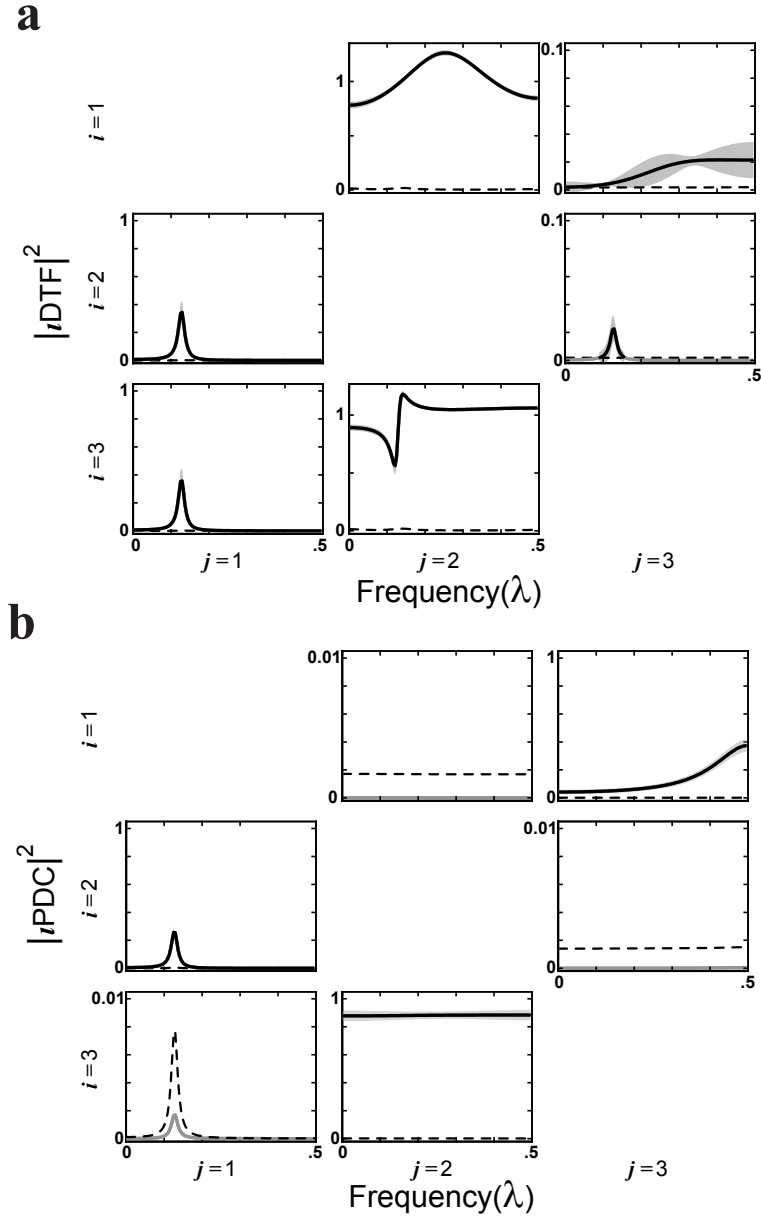 a
1
0
0.1
0
i=1
1
0
0.1
0
0 .5
i=2
|ιDTF|²
1
0
0 .5
1
0
0 .5
i=3
j=1 j=2 j=3
Frequency(λ)
b
0.01
0
1
0
i=1
1
0
0.01
0
0 .5
i=2
|ιPDC|²
0.01
0
0 .5
1
0
0 .5
i=3
j=1 j=2 j=3
Frequency(λ)